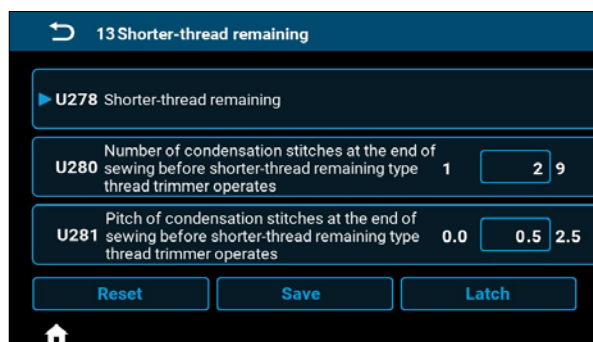 13 Shorter-thread remaining
U278 Shorter-thread remaining
Number of condensation stitches at the end of
U280 sewing before shorter-thread remaining type 1 2 9
thread trimmer operates
Pitch of condensation stitches at the end of
U281 sewing before shorter-thread remaining type 0.0 0.5 2.5
thread trimmer operates
Reset Save Latch